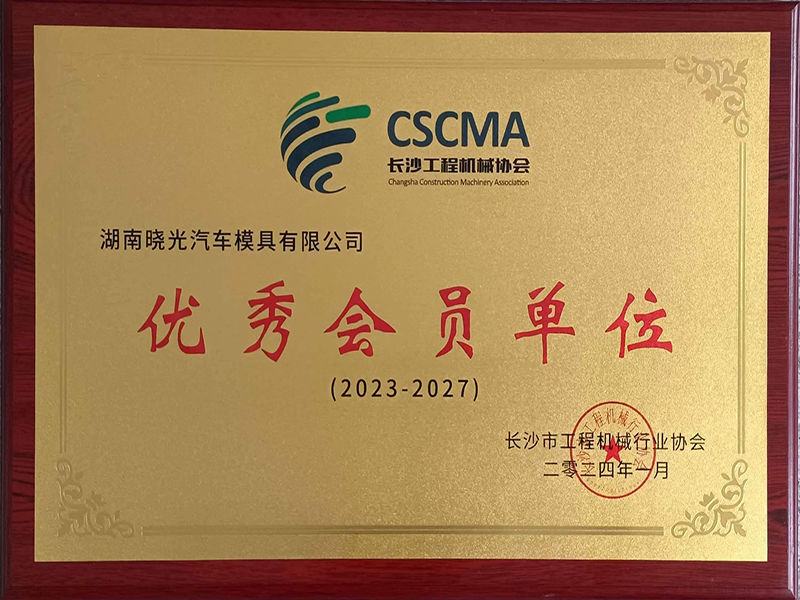 CSCMA
长沙工程机械协会
Changsha Construction Machinery Association
湖南晓光汽车模具有限公司
优秀会员单位
(2023-2027)
长沙市工程机械行业协会
二零二四年一月